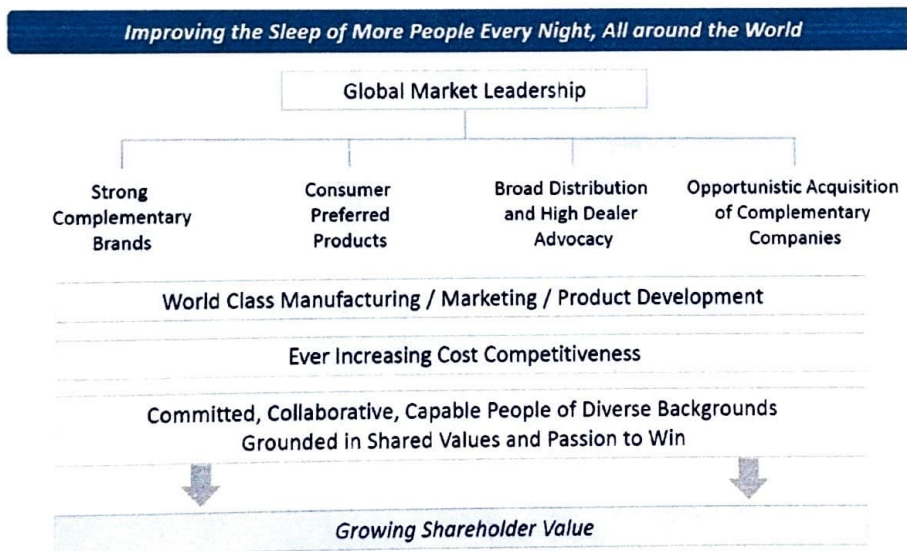 Improving the Sleep of More People Every Night, All around the World
Global Market Leadership
Strong
Complementary
Brands
Consumer
Preferred
Products
Broad Distribution
and High Dealer
Advocacy
Opportunistic Acquisition
of Complementary
Companies
World Class Manufacturing / Marketing / Product Development
Ever Increasing Cost Competitiveness
Committed, Collaborative, Capable People of Diverse Backgrounds
Grounded in Shared Values and Passion to Win
Growing Shareholder Value